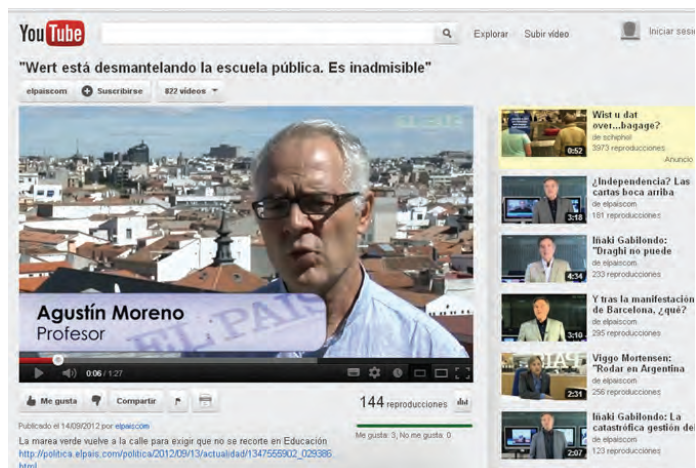 YouTube
Explorar
Subir vídeo
Iniciar sesi
"Wert está desmantelando la escuela pública. Es inadmisible"
elpaiscom
Suscribirse
822 vídeos
Agustín Moreno
Profesor
EL PAIS
0:06 / 1:27
Me gusta
Compartir
144 reproducciones
Publicado el 14/09/2012 por elpaiscom
Me gusta: 3, No me gusta: 0
La marea verde vuelve a la calle para exigir que no se recorte en Educación
http://politica.elpais.com/politica/2012/09/13/actualidad/1347555902_029386.
html
0:52
Wist u dat
over...bagage?
de schiphol
3973 reproducciones
Anuncio
3:18
¿Independencia? Las
cartas boca arriba
de elpaiscom
181 reproducciones
4:34
Iñaki Gabilondo:
"Draghi no puede
de elpaiscom
233 reproducciones
3:10
Y tras la manifestación
de Barcelona, ¿qué?
de elpaiscom
295 reproducciones
2:31
Viggo Mortensen:
"Rodar en Argentina
de elpaiscom
256 reproducciones
2:07
Iñaki Gabilondo: La
catastrófica gestión del
de elpaiscom
123 reproducciones